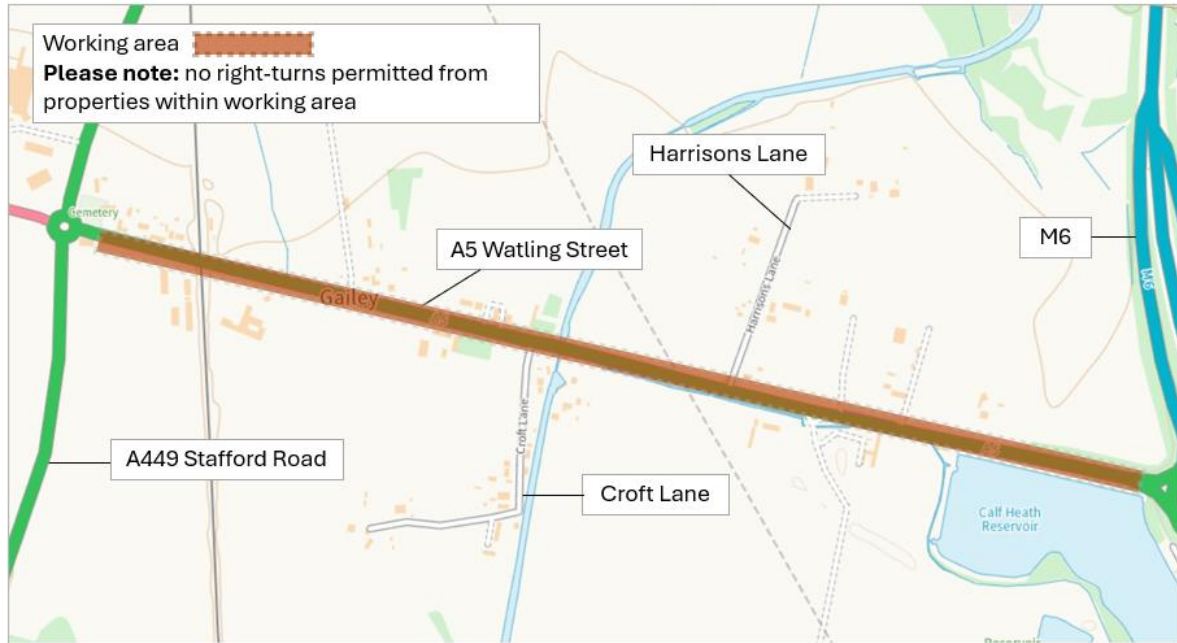 Working area
Please note: no right-turns permitted from
properties within working area
Cemetery
Harrisons Lane
A5 Watling Street
M6
M6
Gailey
Harrisons Lane
Croft Lane
A449 Stafford Road
Croft Lane
Calf Heath
Reservoir